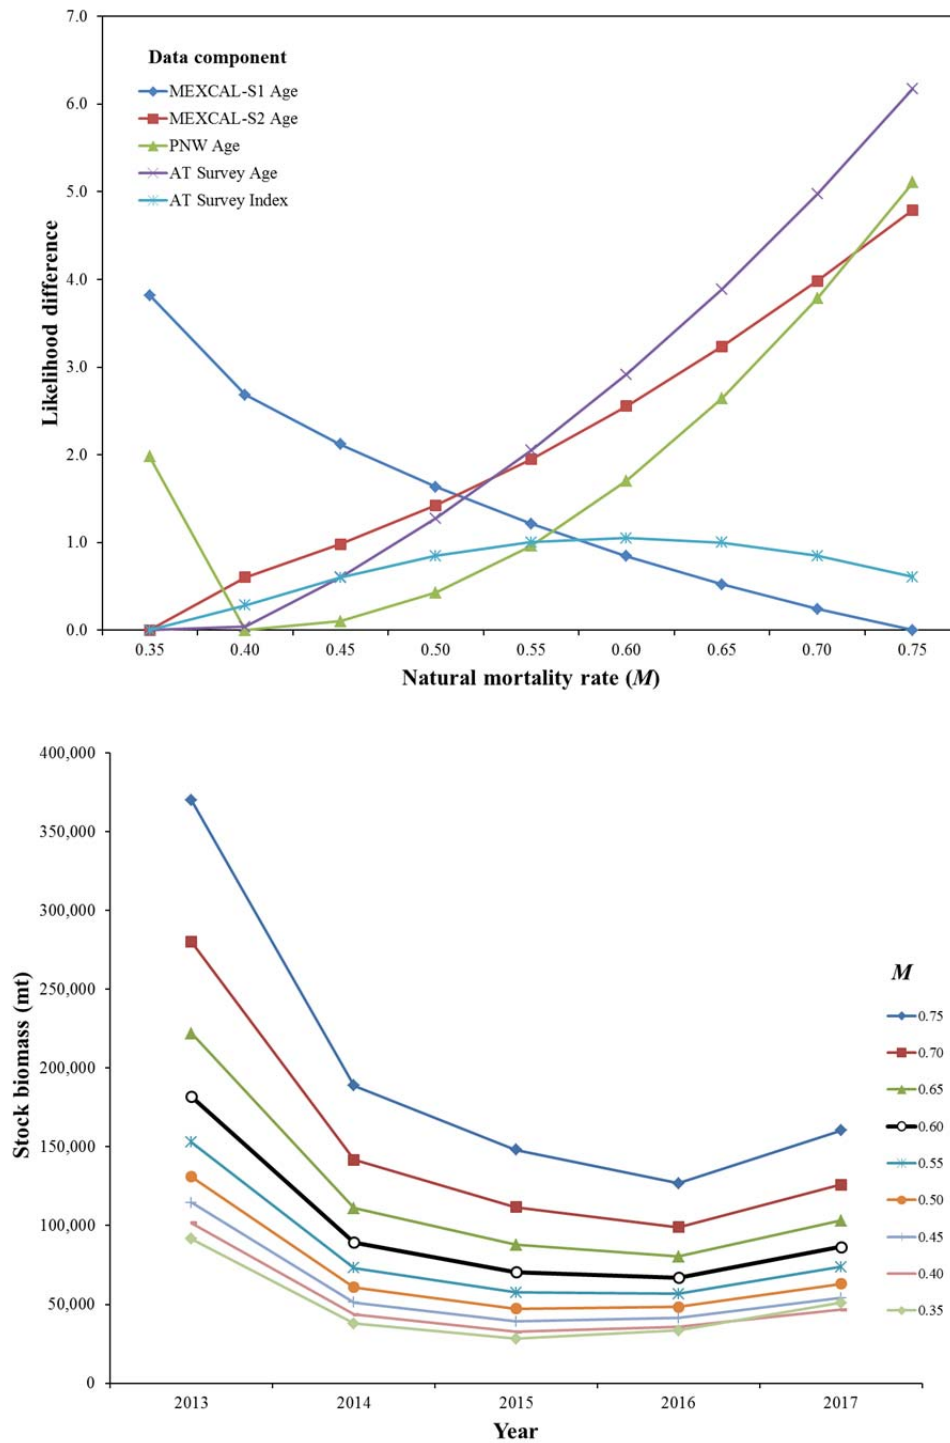 7.0
Data component
MEXCAL-S1 Age
6.0
MEXCAL-S2 Age
PNW Age
AT Survey Age
5.0
AT Survey Index
4.0
3.0
2.0
1.0
0.0
Likelihood difference
0.35 0.40 0.45 0.50 0.55 0.60 0.65 0.70 0.75
Natural mortality rate (M)
400,000
350,000
300,000
250,000
200,000
150,000
100,000
50,000
0
Stock biomass (mt)
M
0.75
0.70
0.65
0.60
0.55
0.50
0.45
0.40
0.35
2013 2014 2015 2016 2017
Year